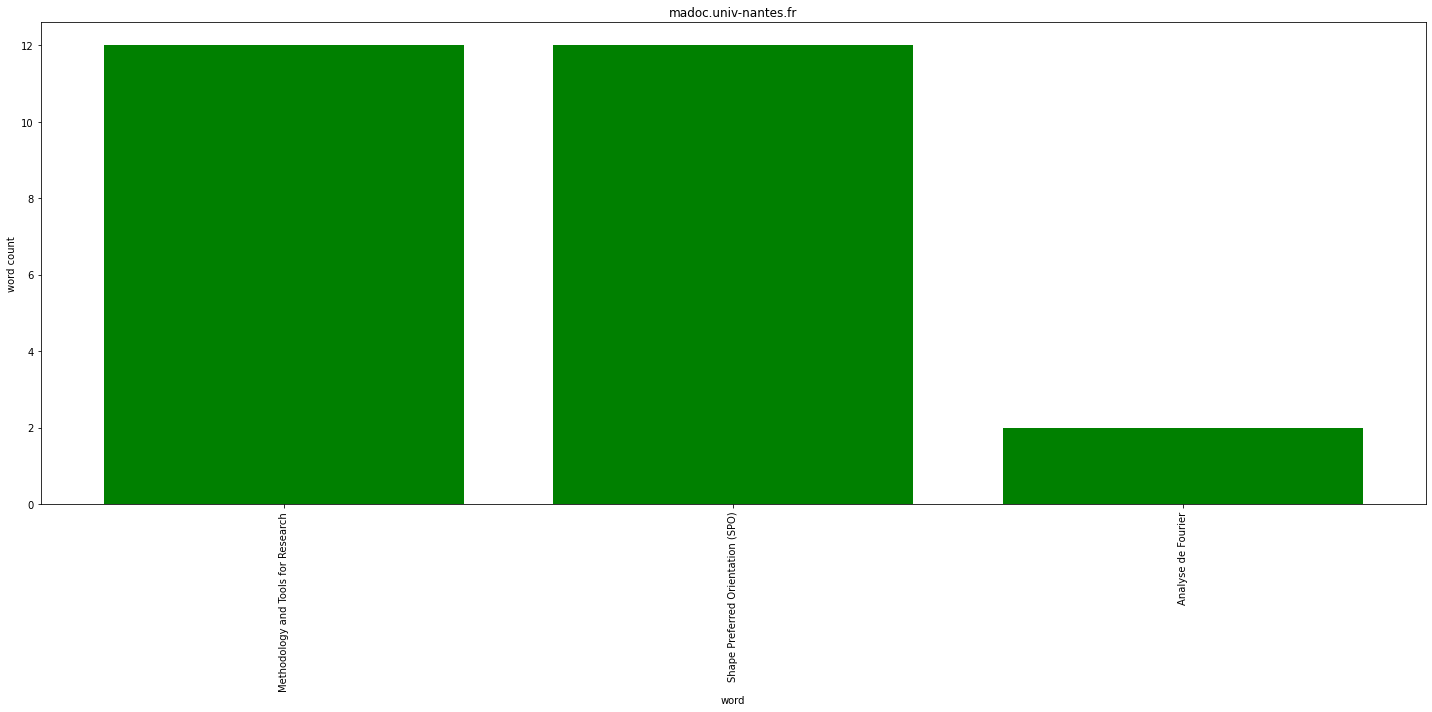 madoc.univ-nantes.fr
12
10
8
6
4
2
0
word count
Methodology and Tools for Research
Shape Preferred Orientation (SPO)
Analyse de Fourier
word